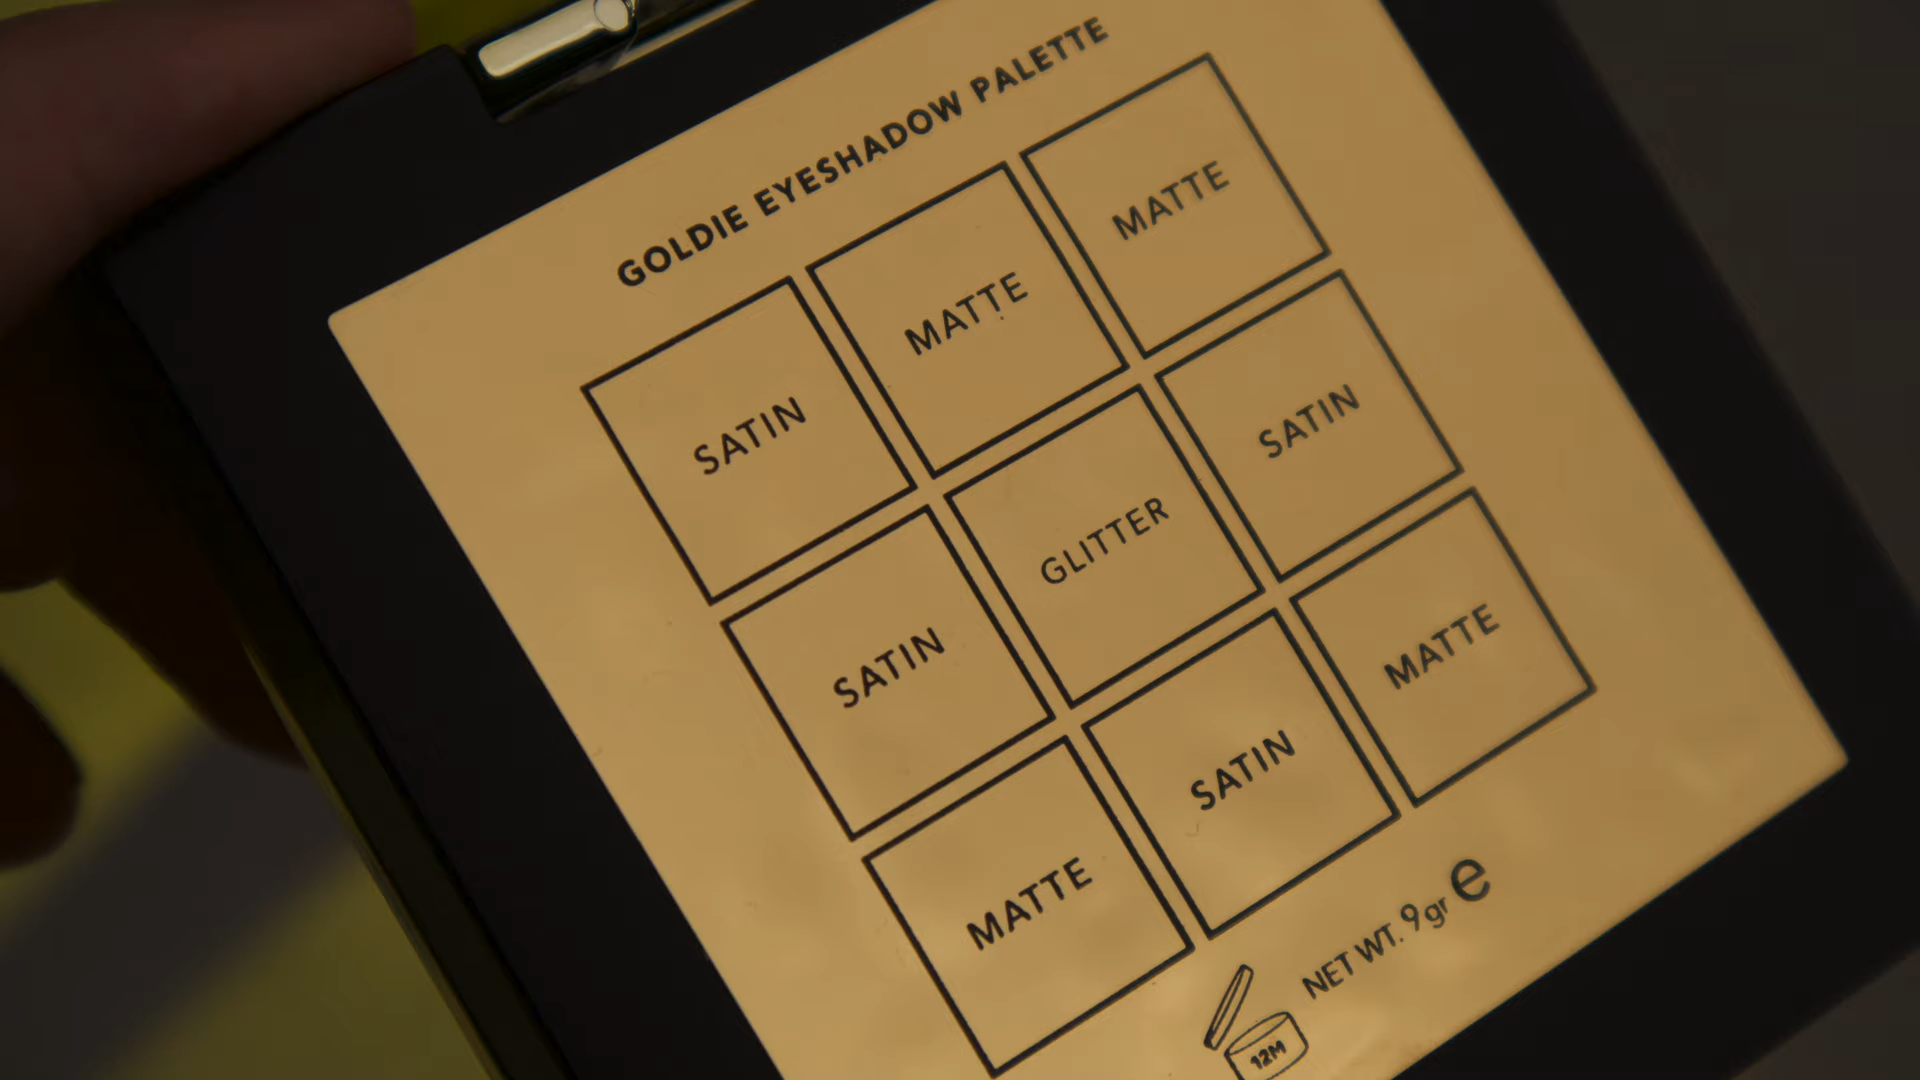 GOLDIE EYESHADOW PALETTE
SATIN MATTE MATTE
SATIN GLITTER SATIN
MATTE SATIN MATTE
NET WT. 9gr e
12M